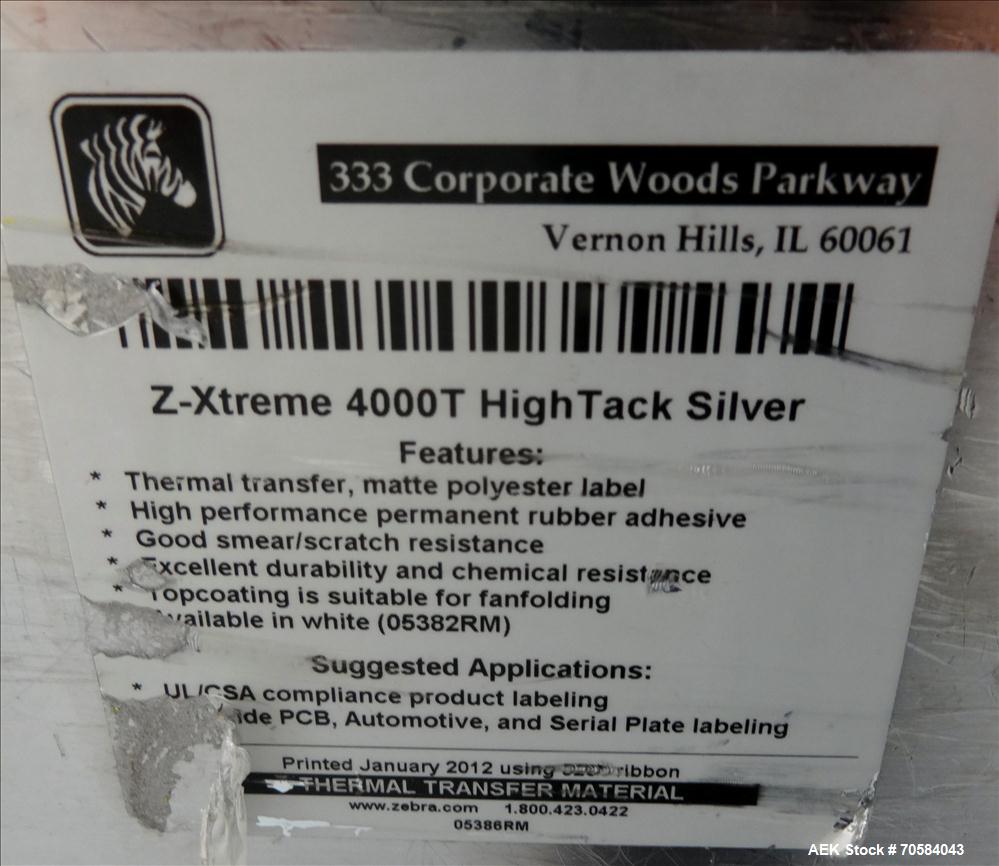 333 Corporate Woods Parkway
Vernon Hills, IL 60061
Z-Xtreme 4000T HighTack Silver
Features:
* Thermal transfer, matte polyester label
* High performance permanent rubber adhesive
* Good smear/scratch resistance
* Excellent durability and chemical resistance
* Topcoating is suitable for fanfolding
Available in white (05382RM)
Suggested Applications:
* UL/CSA compliance product labeling
PCB, Automotive, and Serial Plate labeling
Printed January 2012 using ribbon
THERMAL TRANSFER MATERIAL
www.zebra.com 1.800.423.0422
05386RM
AEK Stock # 70584043